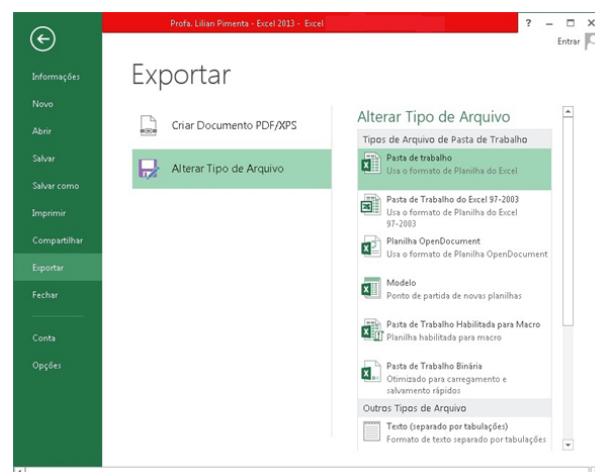 Profa. Lilian Pimenta - Excel 2013 - Excel
?
Entrar
Informações
Novo
Abrir
Salvar
Salvar como
Imprimir
Compartilhar
Exportar
Fechar
Conta
Opções
Exportar
Criar Documento PDF/XPS
Alterar Tipo de Arquivo
Alterar Tipo de Arquivo
Tipos de Arquivo de Pasta de Trabalho
Pasta de trabalho
Usa o formato de Planilha do Excel
Pasta de Trabalho do Excel 97-2003
Usa o formato de Planilha do Excel
97-2003
Planilha OpenDocument
Usa o formato de Planilha OpenDocument
Modelo
Ponto de partida de novas planilhas
Pasta de Trabalho Habilitada para Macro
Planilha habilitada para macro
Pasta de Trabalho Binária
Otimizado para carregamento e
salvamento rápidos
Outros Tipos de Arquivo
Texto (separado por tabulações)
Formato de texto separado por tabulações